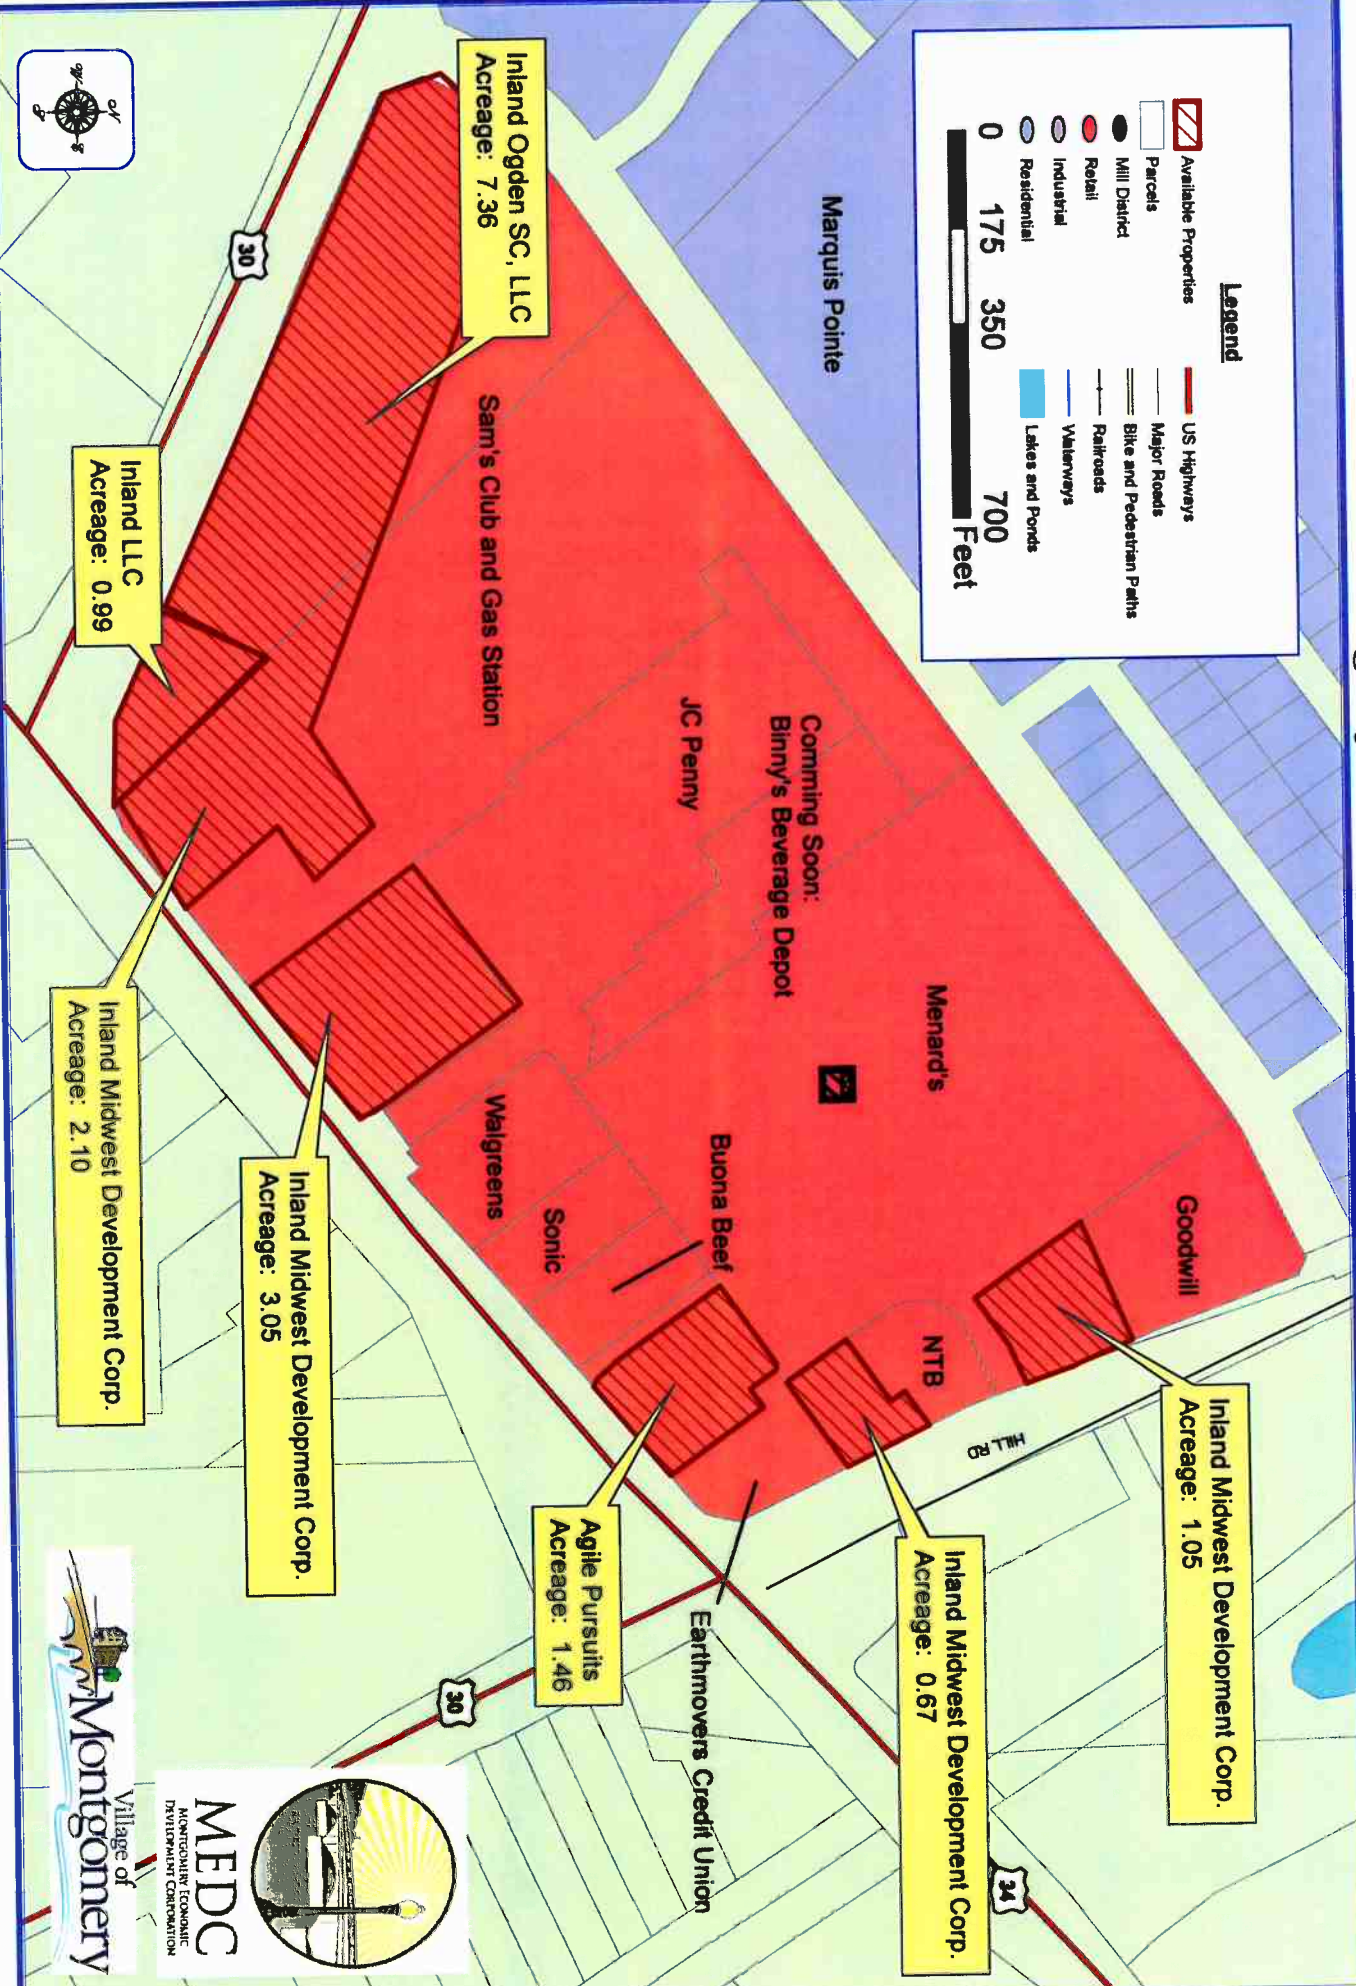 Legend
Available Properties
Parcels
Mill District
Retail
Industrial
Residential
US Highways
Major Roads
Bike and Pedestrian Paths
Railroads
Waterways
Lakes and Ponds
0 175 350 700
Feet
Marquis Pointe
Goodwill
Inland Midwest Development Corp.
Acreage: 1.05
Menard's
NTB
HILL RD
Inland Midwest Development Corp.
Acreage: 0.67
34
Comming Soon:
Binny's Beverage Depot
Buona Beef
Earthmovers Credit Union
JC Penny
Inland Ogden SC, LLC
Acreage: 7.36
Sam's Club and Gas Station
Walgreens
Sonic
Agile Pursuits
Acreage: 1.46
30
30
Inland Midwest Development Corp.
Acreage: 3.05
Inland LLC
Acreage: 0.99
Inland Midwest Development Corp.
Acreage: 2.10
N
W
S
MEDC
MONTGOMERY ECONOMIC
DEVELOPMENT CORPORATION
Village of
Montgomery